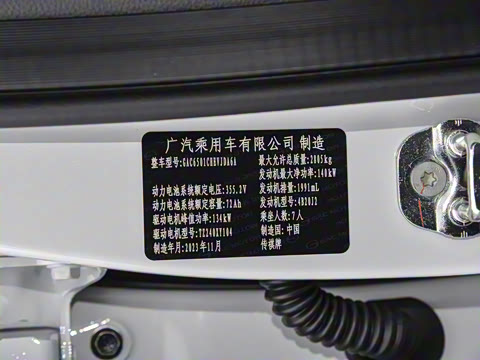 广汽乘用车有限公司 制造
整车型号:GAC6501CHEVJDA6A 最大允许总质量:2805kg
发动机最大净功率:140kW
动力电池系统额定电压:355.2V 发动机排量:1991mL
动力电池系统额定容量:72Ah 发动机型号:4B20J2
驱动电机峰值功率:134kW 乘坐人数:7人
驱动电机型号:TZ240XY104 制造国:中国
制造年月:2023年11月 传祺牌